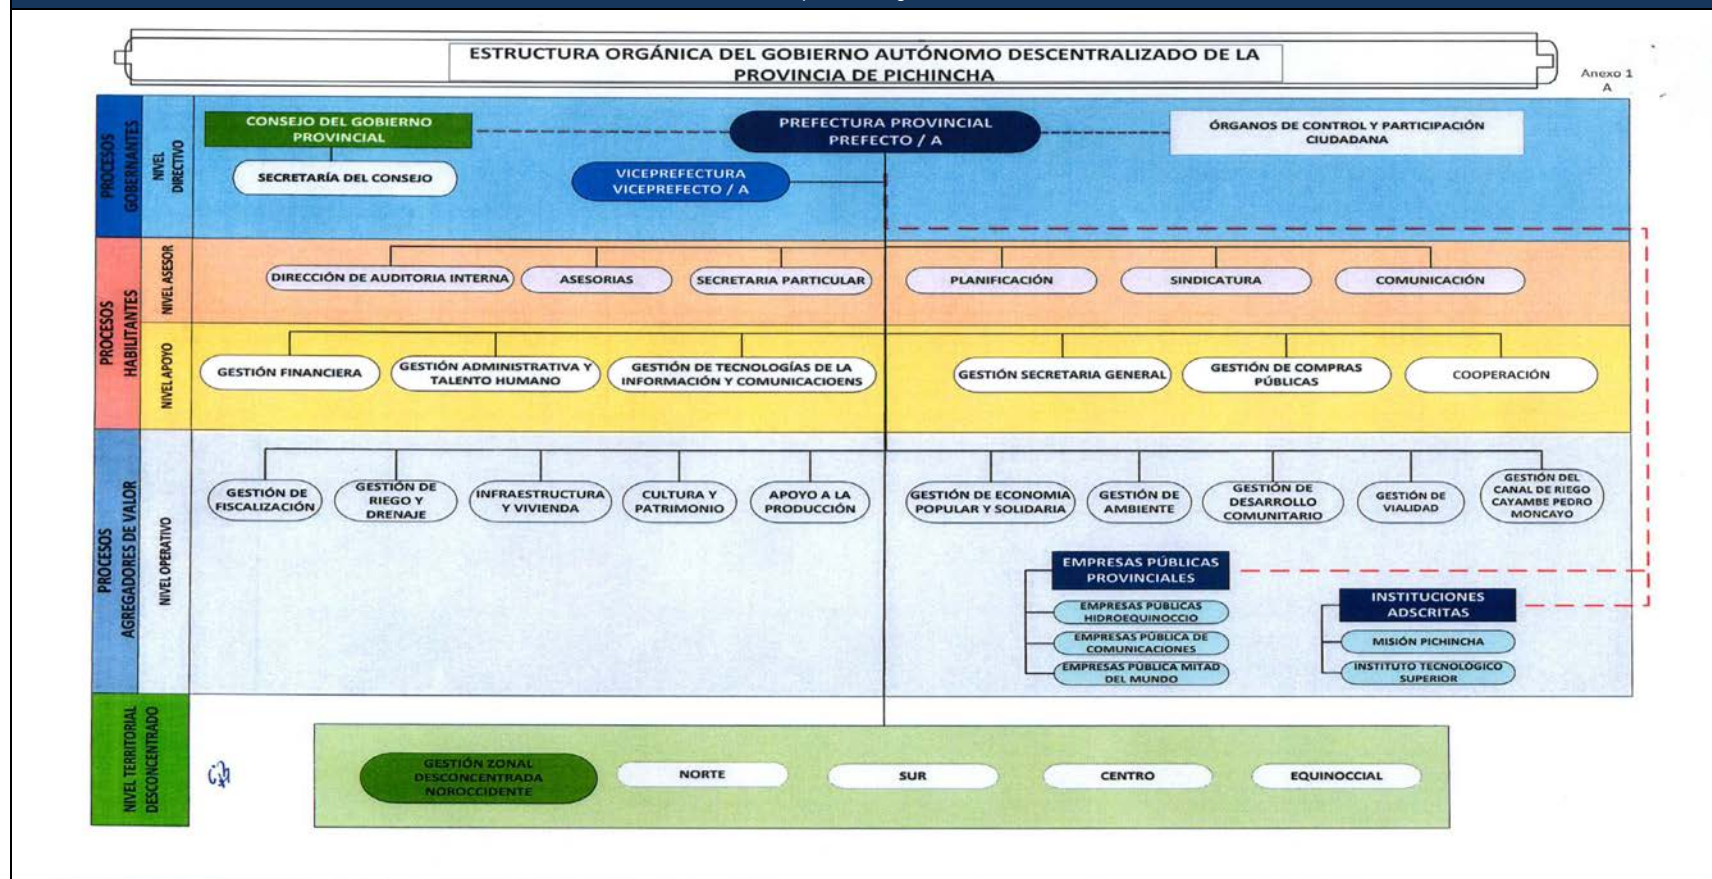 ESTRUCTURA ORGÁNICA DEL GOBIERNO AUTÓNOMO DESCENTRALIZADO DE LA
PROVINCIA DE PICHINCHA
Anexo 1
A
PROCESOS
GOBERNANTES
NIVEL
DIRECTIVO
CONSEJO DEL GOBIERNO
PROVINCIAL
PREFECTURA PROVINCIAL
PREFECTO / A
ÓRGANOS DE CONTROL Y PARTICIPACIÓN
CIUDADANA
SECRETARÍA DEL CONSEJO
VICEPREFECTURA
VICEPREFECTO / A
PROCESOS
HABILITANTES
NIVEL ASESOR
DIRECCIÓN DE AUDITORIA INTERNA
ASESORIAS
SECRETARIA PARTICULAR
PLANIFICACIÓN
SINDICATURA
COMUNICACIÓN
NIVEL APOYO
GESTIÓN FINANCIERA
GESTIÓN ADMINISTRATIVA Y
TALENTO HUMANO
GESTIÓN DE TECNOLOGÍAS DE LA
INFORMACIÓN Y COMUNICACIOENS
GESTIÓN SECRETARIA GENERAL
GESTIÓN DE COMPRAS
PÚBLICAS
COOPERACIÓN
PROCESOS
AGREGADORES DE VALOR
NIVEL OPERATIVO
GESTIÓN DE
FISCALIZACIÓN
GESTIÓN DE
RIEGO Y
DRENAJE
INFRAESTRUCTURA
Y VIVIENDA
CULTURA Y
PATRIMONIO
APOYO A LA
PRODUCCIÓN
GESTIÓN DE ECONOMIA
POPULAR Y SOLIDARIA
GESTIÓN DE
AMBIENTE
GESTIÓN DE
DESARROLLO
COMUNITARIO
GESTIÓN DE
VIALIDAD
GESTIÓN DEL
CANAL DE RIEGO
CAYAMBE PEDRO
MONCAYO
EMPRESAS PÚBLICAS
PROVINCIALES
EMPRESAS PÚBLICAS
HIDROEQUINOCCIO
EMPRESAS PÚBLICA DE
COMUNICACIONES
EMPRESAS PÚBLICA MITAD
DEL MUNDO
INSTITUCIONES
ADSCRITAS
MISIÓN PICHINCHA
INSTITUTO TECNOLÓGICO
SUPERIOR
NIVEL TERRITORIAL
DESCONCENTRADO
GESTIÓN ZONAL
DESCONCENTRADA
NOROCCIDENTE
NORTE
SUR
CENTRO
EQUINOCCIAL